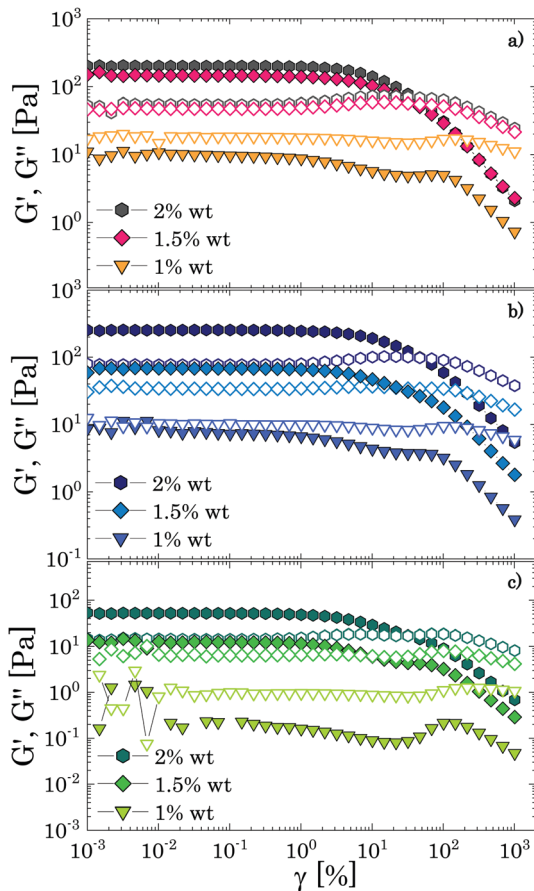 a)
10³
10²
10¹
10⁰
G', G'' [Pa]
2% wt
1.5% wt
1% wt
b)
10³
10²
10¹
10⁰
10⁻¹
G', G'' [Pa]
2% wt
1.5% wt
1% wt
c)
10²
10¹
10⁰
10⁻¹
10⁻²
10⁻³
G', G'' [Pa]
2% wt
1.5% wt
1% wt
10⁻³ 10⁻² 10⁻¹ 10⁰ 10¹ 10² 10³
γ [%]